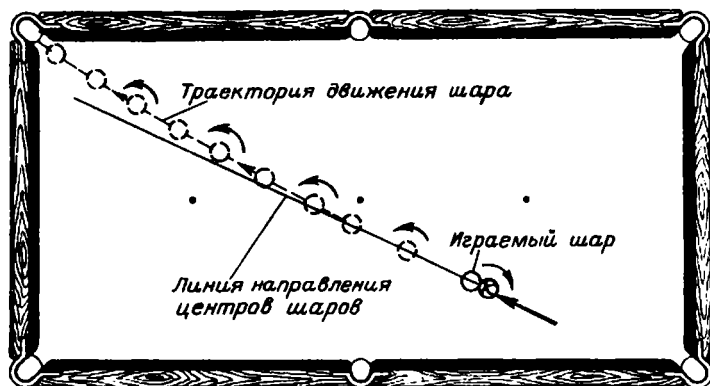 Траектория движения шара
Играемый шар
Линия направления
центров шаров